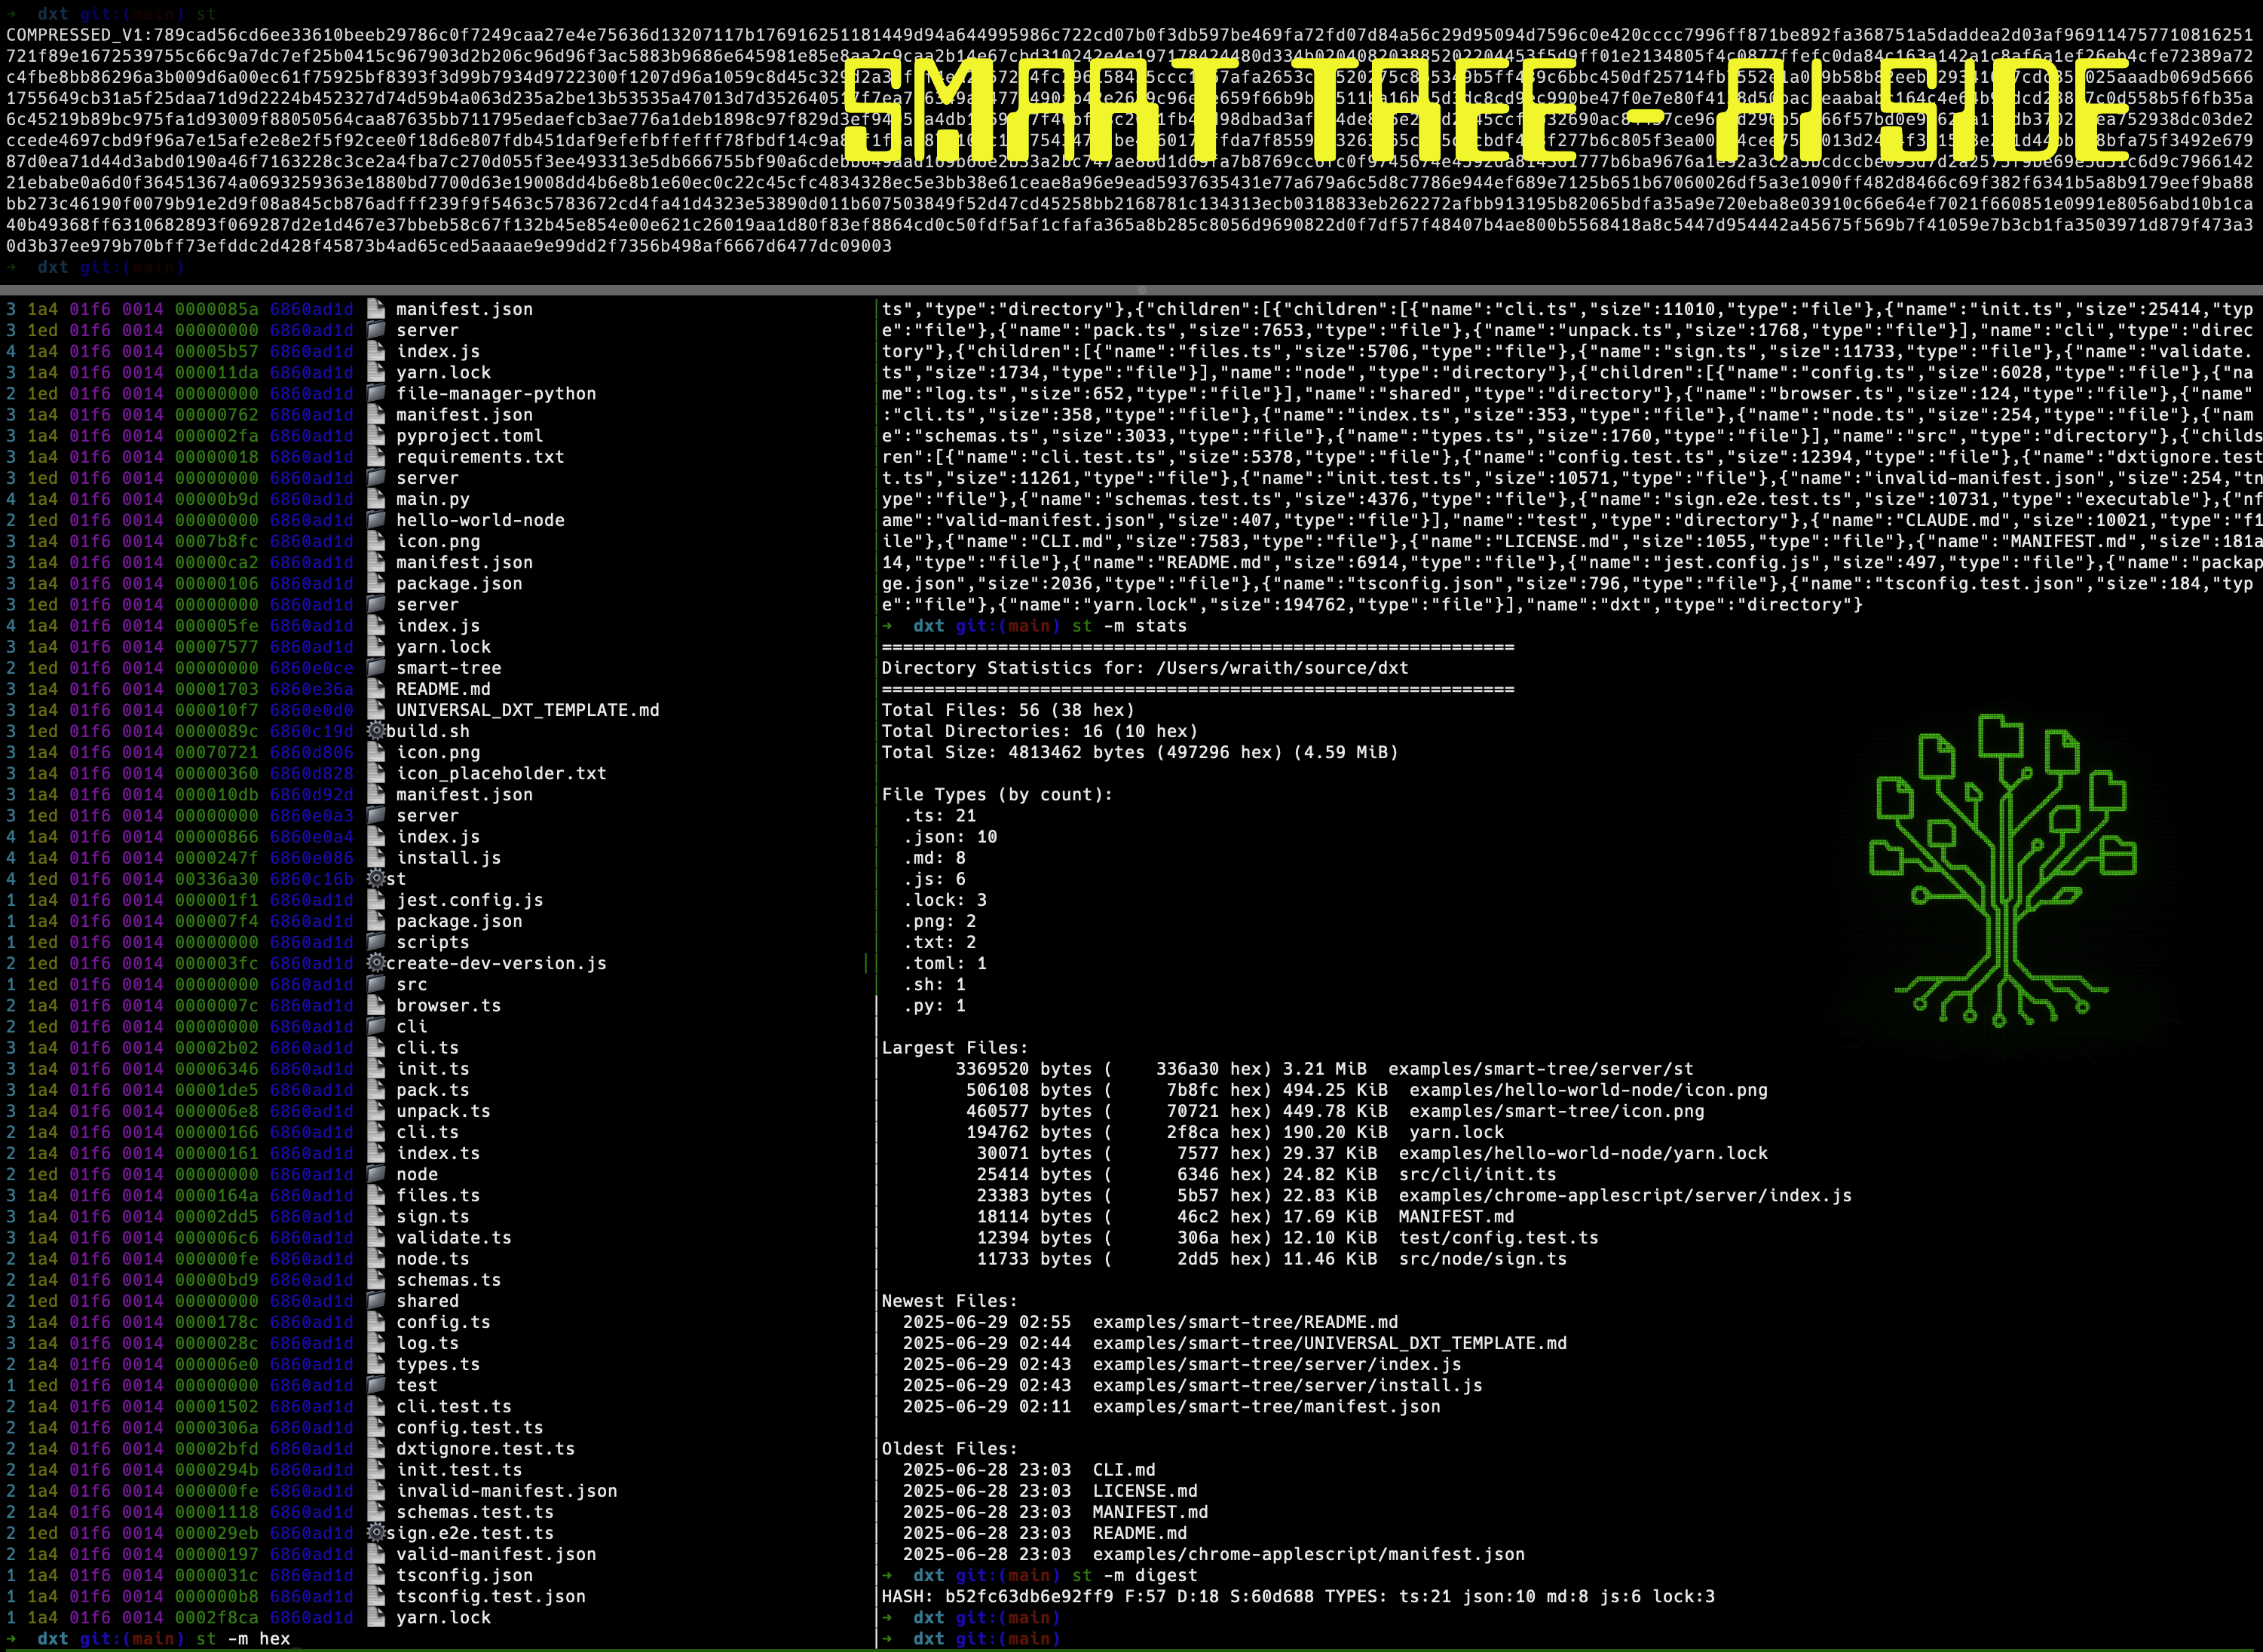 ➜ dxt git:(main) st
COMPRESSED_V1:789cad56cd6ee33610beeb29786c0f7249caa27e4e75636d13207117b176916251181449d94a644995986c722cd07b0f3db597be469fa72fd07d84a56c29d95094d7596c0e420cccc7996ff871be892fa368751a5daddea2d03af969114757710816251
SMART TREE - AI SIDE
➜ dxt git:(main)
3 1a4 01f6 0014 0000085a 6860ad1d manifest.json
3 1ed 01f6 0014 00000000 6860ad1d server
4 1a4 01f6 0014 00005b57 6860ad1d index.js
3 1a4 01f6 0014 000011da 6860ad1d yarn.lock
2 1ed 01f6 0014 00000000 6860ad1d file-manager-python
3 1a4 01f6 0014 00000762 6860ad1d manifest.json
3 1a4 01f6 0014 000002fa 6860ad1d pyproject.toml
3 1a4 01f6 0014 00000018 6860ad1d requirements.txt
3 1ed 01f6 0014 00000000 6860ad1d server
4 1a4 01f6 0014 00000b9d 6860ad1d main.py
2 1ed 01f6 0014 00000000 6860ad1d hello-world-node
3 1a4 01f6 0014 0007b8fc 6860ad1d icon.png
3 1a4 01f6 0014 00000ca2 6860ad1d manifest.json
3 1a4 01f6 0014 00000106 6860ad1d package.json
3 1ed 01f6 0014 00000000 6860ad1d server
4 1a4 01f6 0014 000005fe 6860ad1d index.js
3 1a4 01f6 0014 00007577 6860ad1d yarn.lock
2 1ed 01f6 0014 00000000 6860e0ce smart-tree
3 1a4 01f6 0014 00001703 6860e36a README.md
3 1a4 01f6 0014 000010f7 6860e0d0 UNIVERSAL_DXT_TEMPLATE.md
3 1ed 01f6 0014 0000089c 6860c19d build.sh
3 1a4 01f6 0014 00070721 6860d806 icon.png
3 1a4 01f6 0014 00000360 6860d828 icon_placeholder.txt
3 1a4 01f6 0014 000010db 6860d92d manifest.json
3 1ed 01f6 0014 00000000 6860e0a3 server
4 1a4 01f6 0014 00000866 6860e0a4 index.js
4 1a4 01f6 0014 0000247f 6860e086 install.js
4 1ed 01f6 0014 00336a30 6860c16b st
1 1a4 01f6 0014 000001f1 6860ad1d jest.config.js
1 1a4 01f6 0014 000007f4 6860ad1d package.json
1 1ed 01f6 0014 00000000 6860ad1d scripts
2 1ed 01f6 0014 000003fc 6860ad1d create-dev-version.js
1 1ed 01f6 0014 00000000 6860ad1d src
2 1a4 01f6 0014 0000007c 6860ad1d browser.ts
2 1ed 01f6 0014 00000000 6860ad1d cli
3 1a4 01f6 0014 00002b02 6860ad1d cli.ts
3 1a4 01f6 0014 00006346 6860ad1d init.ts
3 1a4 01f6 0014 00001de5 6860ad1d pack.ts
3 1a4 01f6 0014 000006e8 6860ad1d unpack.ts
2 1a4 01f6 0014 00000166 6860ad1d cli.ts
2 1a4 01f6 0014 00000161 6860ad1d index.ts
2 1ed 01f6 0014 00000000 6860ad1d node
3 1a4 01f6 0014 0000164a 6860ad1d files.ts
3 1a4 01f6 0014 00002dd5 6860ad1d sign.ts
3 1a4 01f6 0014 000006c6 6860ad1d validate.ts
2 1a4 01f6 0014 000000fe 6860ad1d node.ts
2 1a4 01f6 0014 00000bd9 6860ad1d schemas.ts
2 1ed 01f6 0014 00000000 6860ad1d shared
3 1a4 01f6 0014 0000178c 6860ad1d config.ts
3 1a4 01f6 0014 0000028c 6860ad1d log.ts
2 1a4 01f6 0014 000006e0 6860ad1d types.ts
1 1ed 01f6 0014 00000000 6860ad1d test
2 1a4 01f6 0014 00001502 6860ad1d cli.test.ts
2 1a4 01f6 0014 0000306a 6860ad1d config.test.ts
2 1a4 01f6 0014 00002bfd 6860ad1d dxtignore.test.ts
2 1a4 01f6 0014 0000294b 6860ad1d init.test.ts
2 1a4 01f6 0014 000000fe 6860ad1d invalid-manifest.json
2 1a4 01f6 0014 00001118 6860ad1d schemas.test.ts
2 1ed 01f6 0014 000029eb 6860ad1d sign.e2e.test.ts
2 1a4 01f6 0014 00000197 6860ad1d valid-manifest.json
1 1a4 01f6 0014 0000031c 6860ad1d tsconfig.json
1 1a4 01f6 0014 000000b8 6860ad1d tsconfig.test.json
1 1a4 01f6 0014 0002f8ca 6860ad1d yarn.lock
➜ dxt git:(main) st -m hex
ts","type":"directory"},{"children":[{"children":[{"name":"cli.ts","size":11010,"type":"file"},{"name":"init.ts","size":25414,"typ
e":"file"},{"name":"pack.ts","size":7653,"type":"file"},{"name":"unpack.ts","size":1768,"type":"file"}],"name":"cli","type":"direc
tory"},{"children":[{"name":"files.ts","size":5706,"type":"file"},{"name":"sign.ts","size":11733,"type":"file"},{"name":"validate.
ts","size":1734,"type":"file"}],"name":"node","type":"directory"},{"children":[{"name":"config.ts","size":6028,"type":"file"},{"na
me":"log.ts","size":652,"type":"file"}],"name":"shared","type":"directory"},{"name":"browser.ts","size":124,"type":"file"},{"name"
:"cli.ts","size":358,"type":"file"},{"name":"index.ts","size":353,"type":"file"},{"name":"node.ts","size":254,"type":"file"},{"nam
e":"schemas.ts","size":3033,"type":"file"},{"name":"types.ts","size":1760,"type":"file"}],"name":"src","type":"directory"},{"childs
ren":[{"name":"cli.test.ts","size":5378,"type":"file"},{"name":"config.test.ts","size":12394,"type":"file"},{"name":"dxtignore.test
t.ts","size":11261,"type":"file"},{"name":"init.test.ts","size":10571,"type":"file"},{"name":"invalid-manifest.json","size":254,"tn
ype":"file"},{"name":"schemas.test.ts","size":4376,"type":"file"},{"name":"sign.e2e.test.ts","size":10731,"type":"executable"},{"nf
ame":"valid-manifest.json","size":407,"type":"file"}],"name":"test","type":"directory"},{"name":"CLAUDE.md","size":10021,"type":"f1
ile"},{"name":"CLI.md","size":7583,"type":"file"},{"name":"LICENSE.md","size":1055,"type":"file"},{"name":"MANIFEST.md","size":181a
14,"type":"file"},{"name":"README.md","size":6914,"type":"file"},{"name":"jest.config.js","size":497,"type":"file"},{"name":"packap
ge.json","size":2036,"type":"file"},{"name":"tsconfig.json","size":796,"type":"file"},{"name":"tsconfig.test.json","size":184,"typ
e":"file"},{"name":"yarn.lock","size":194762,"type":"file"}],"name":"dxt","type":"directory"}
➜ dxt git:(main) st -m stats
============================================================
Directory Statistics for: /Users/wraith/source/dxt
============================================================
Total Files: 56 (38 hex)
Total Directories: 16 (10 hex)
Total Size: 4813462 bytes (497296 hex) (4.59 MiB)
File Types (by count):
.ts: 21
.json: 10
.md: 8
.js: 6
.lock: 3
.png: 2
.txt: 2
.toml: 1
.sh: 1
.py: 1
Largest Files:
3369520 bytes ( 336a30 hex) 3.21 MiB examples/smart-tree/server/st
506108 bytes ( 7b8fc hex) 494.25 KiB examples/hello-world-node/icon.png
460577 bytes ( 70721 hex) 449.78 KiB examples/smart-tree/icon.png
194762 bytes ( 2f8ca hex) 190.20 KiB yarn.lock
30071 bytes ( 7577 hex) 29.37 KiB examples/hello-world-node/yarn.lock
25414 bytes ( 6346 hex) 24.82 KiB src/cli/init.ts
23383 bytes ( 5b57 hex) 22.83 KiB examples/chrome-applescript/server/index.js
18114 bytes ( 46c2 hex) 17.69 KiB MANIFEST.md
12394 bytes ( 306a hex) 12.10 KiB test/config.test.ts
11733 bytes ( 2dd5 hex) 11.46 KiB src/node/sign.ts
Newest Files:
2025-06-29 02:55 examples/smart-tree/README.md
2025-06-29 02:44 examples/smart-tree/UNIVERSAL_DXT_TEMPLATE.md
2025-06-29 02:43 examples/smart-tree/server/index.js
2025-06-29 02:43 examples/smart-tree/server/install.js
2025-06-29 02:11 examples/smart-tree/manifest.json
Oldest Files:
2025-06-28 23:03 CLI.md
2025-06-28 23:03 LICENSE.md
2025-06-28 23:03 MANIFEST.md
2025-06-28 23:03 README.md
2025-06-28 23:03 examples/chrome-applescript/manifest.json
➜ dxt git:(main) st -m digest
HASH: b52fc63db6e92ff9 F:57 D:18 S:60d688 TYPES: ts:21 json:10 md:8 js:6 lock:3
➜ dxt git:(main)
➜ dxt git:(main)